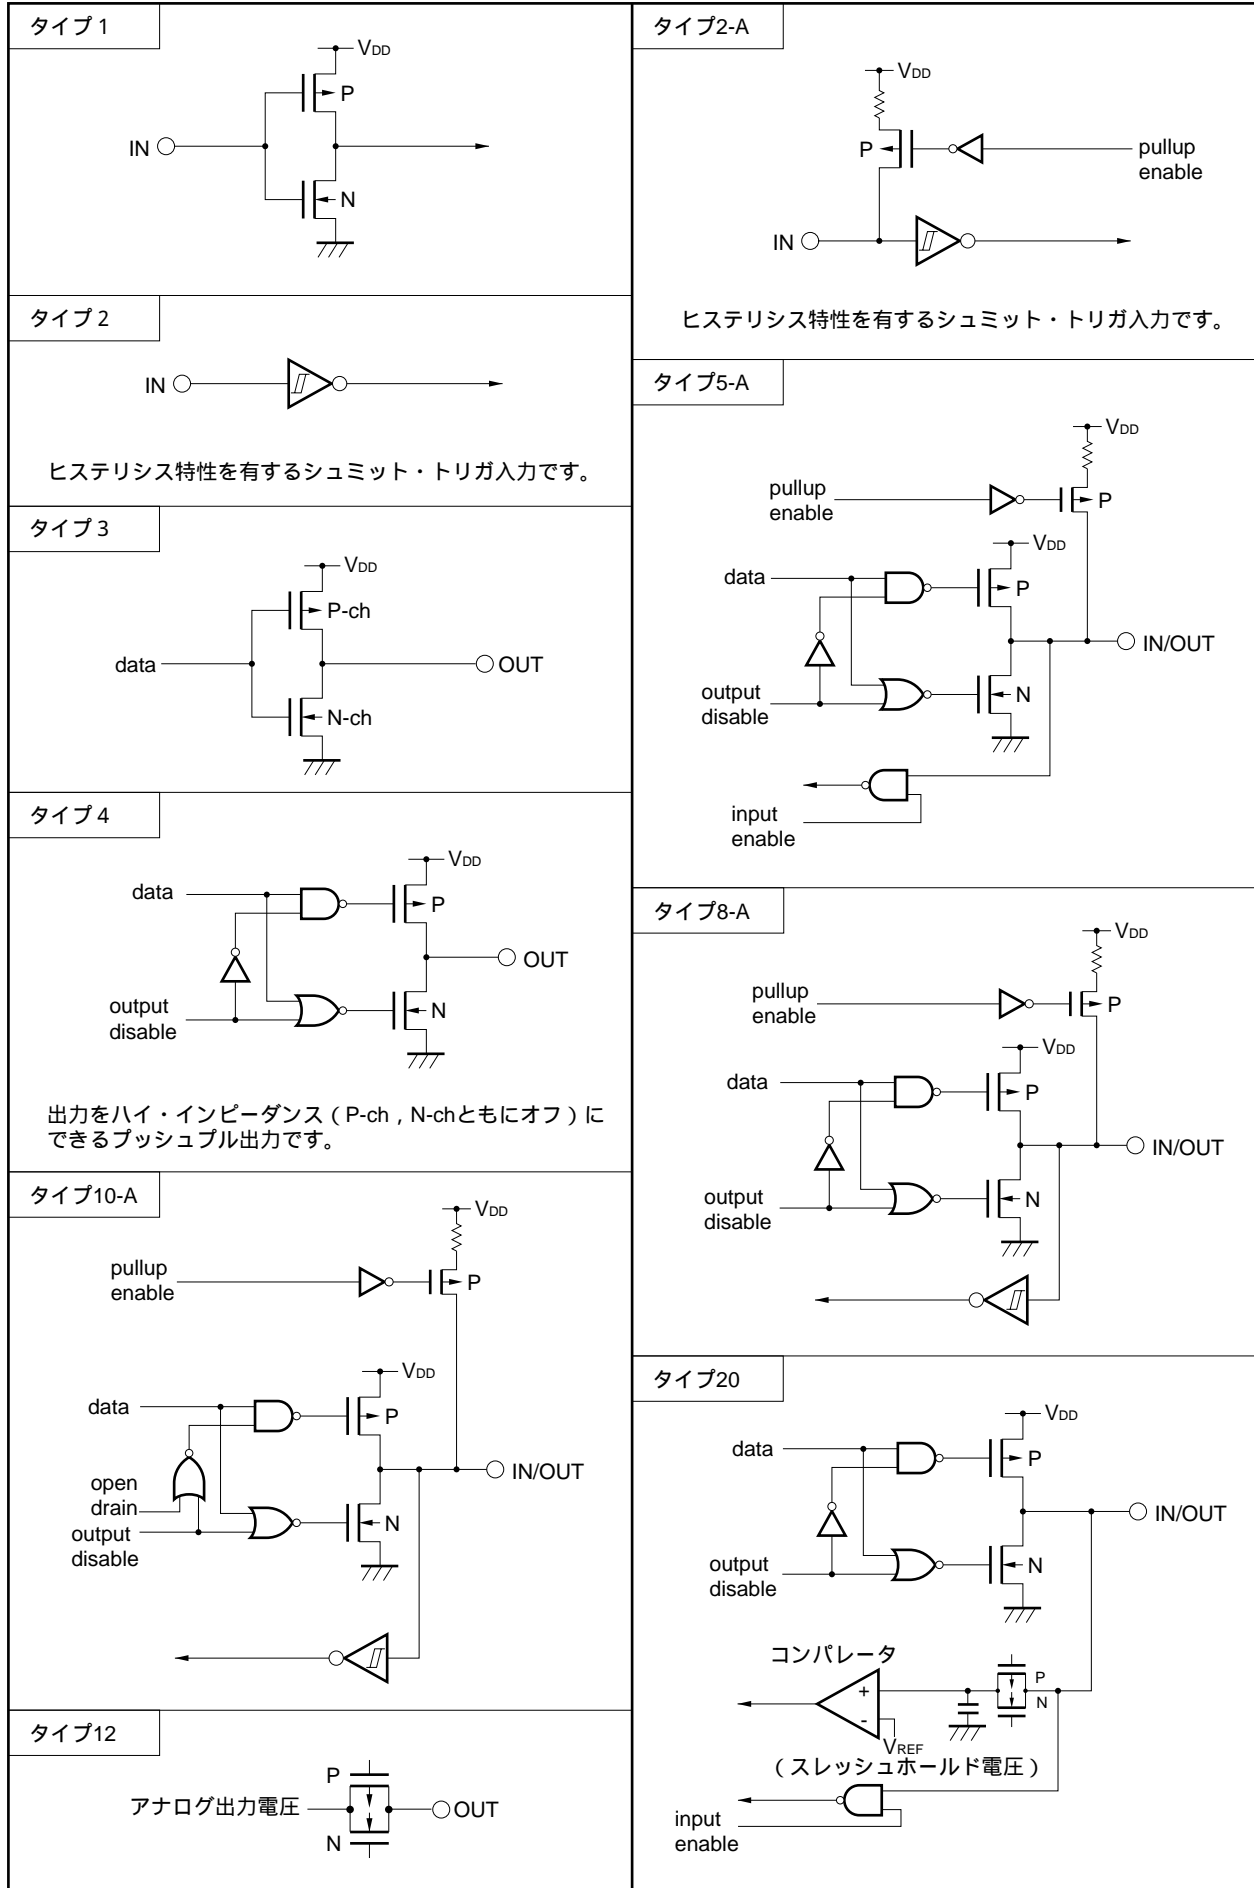 タイプ 1
VDD
P
IN
N
タイプ 2
IN
ヒステリシス特性を有するシュミット・トリガ入力です。
タイプ 3
VDD
P-ch
data
OUT
N-ch
タイプ 4
VDD
data
P
OUT
output
disable
N
出力をハイ・インピーダンス（P-ch , N-chともにオフ）に
できるプッシュプル出力です。
タイプ10-A
VDD
pullup
enable
P
VDD
data
P
open
drain
IN/OUT
output
disable
N
タイプ12
P
アナログ出力電圧
OUT
N
タイプ2-A
VDD
P
pullup
enable
IN
ヒステリシス特性を有するシュミット・トリガ入力です。
タイプ5-A
VDD
pullup
enable
P
VDD
data
P
IN/OUT
output
disable
N
input
enable
タイプ8-A
VDD
pullup
enable
P
VDD
data
P
IN/OUT
output
disable
N
タイプ20
VDD
data
P
IN/OUT
output
disable
N
コンパレータ
P
N
+
-
VREF
（スレッシュホールド電圧）
input
enable